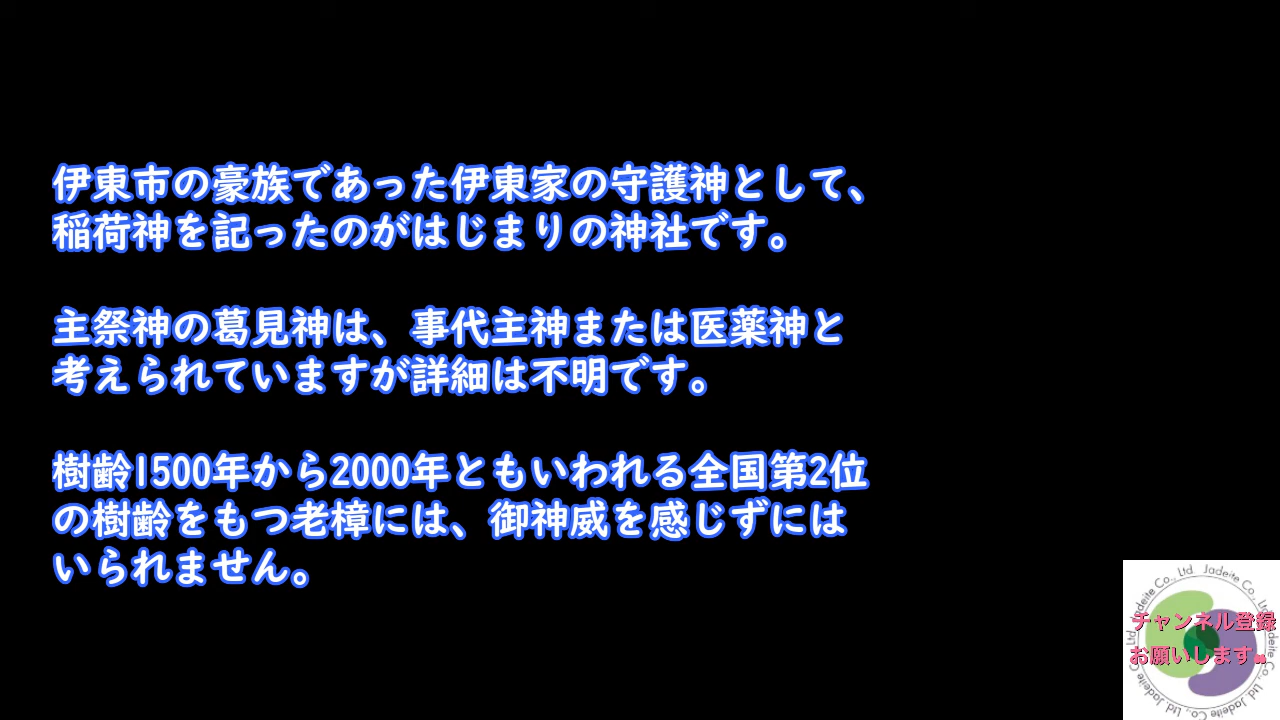 伊東市の豪族であった伊東家の守護神として、
稲荷神を記ったのがはじまりの神社です。
主祭神の葛見神は、事代主神または医薬神と
考えられていますが詳細は不明です。
樹齢1500年から2000年ともいわれる全国第2位
の樹齢をもつ老樟には、御神威を感じずには
いられません。
チャンネル登録
お願いします
Jadeite Co., Ltd